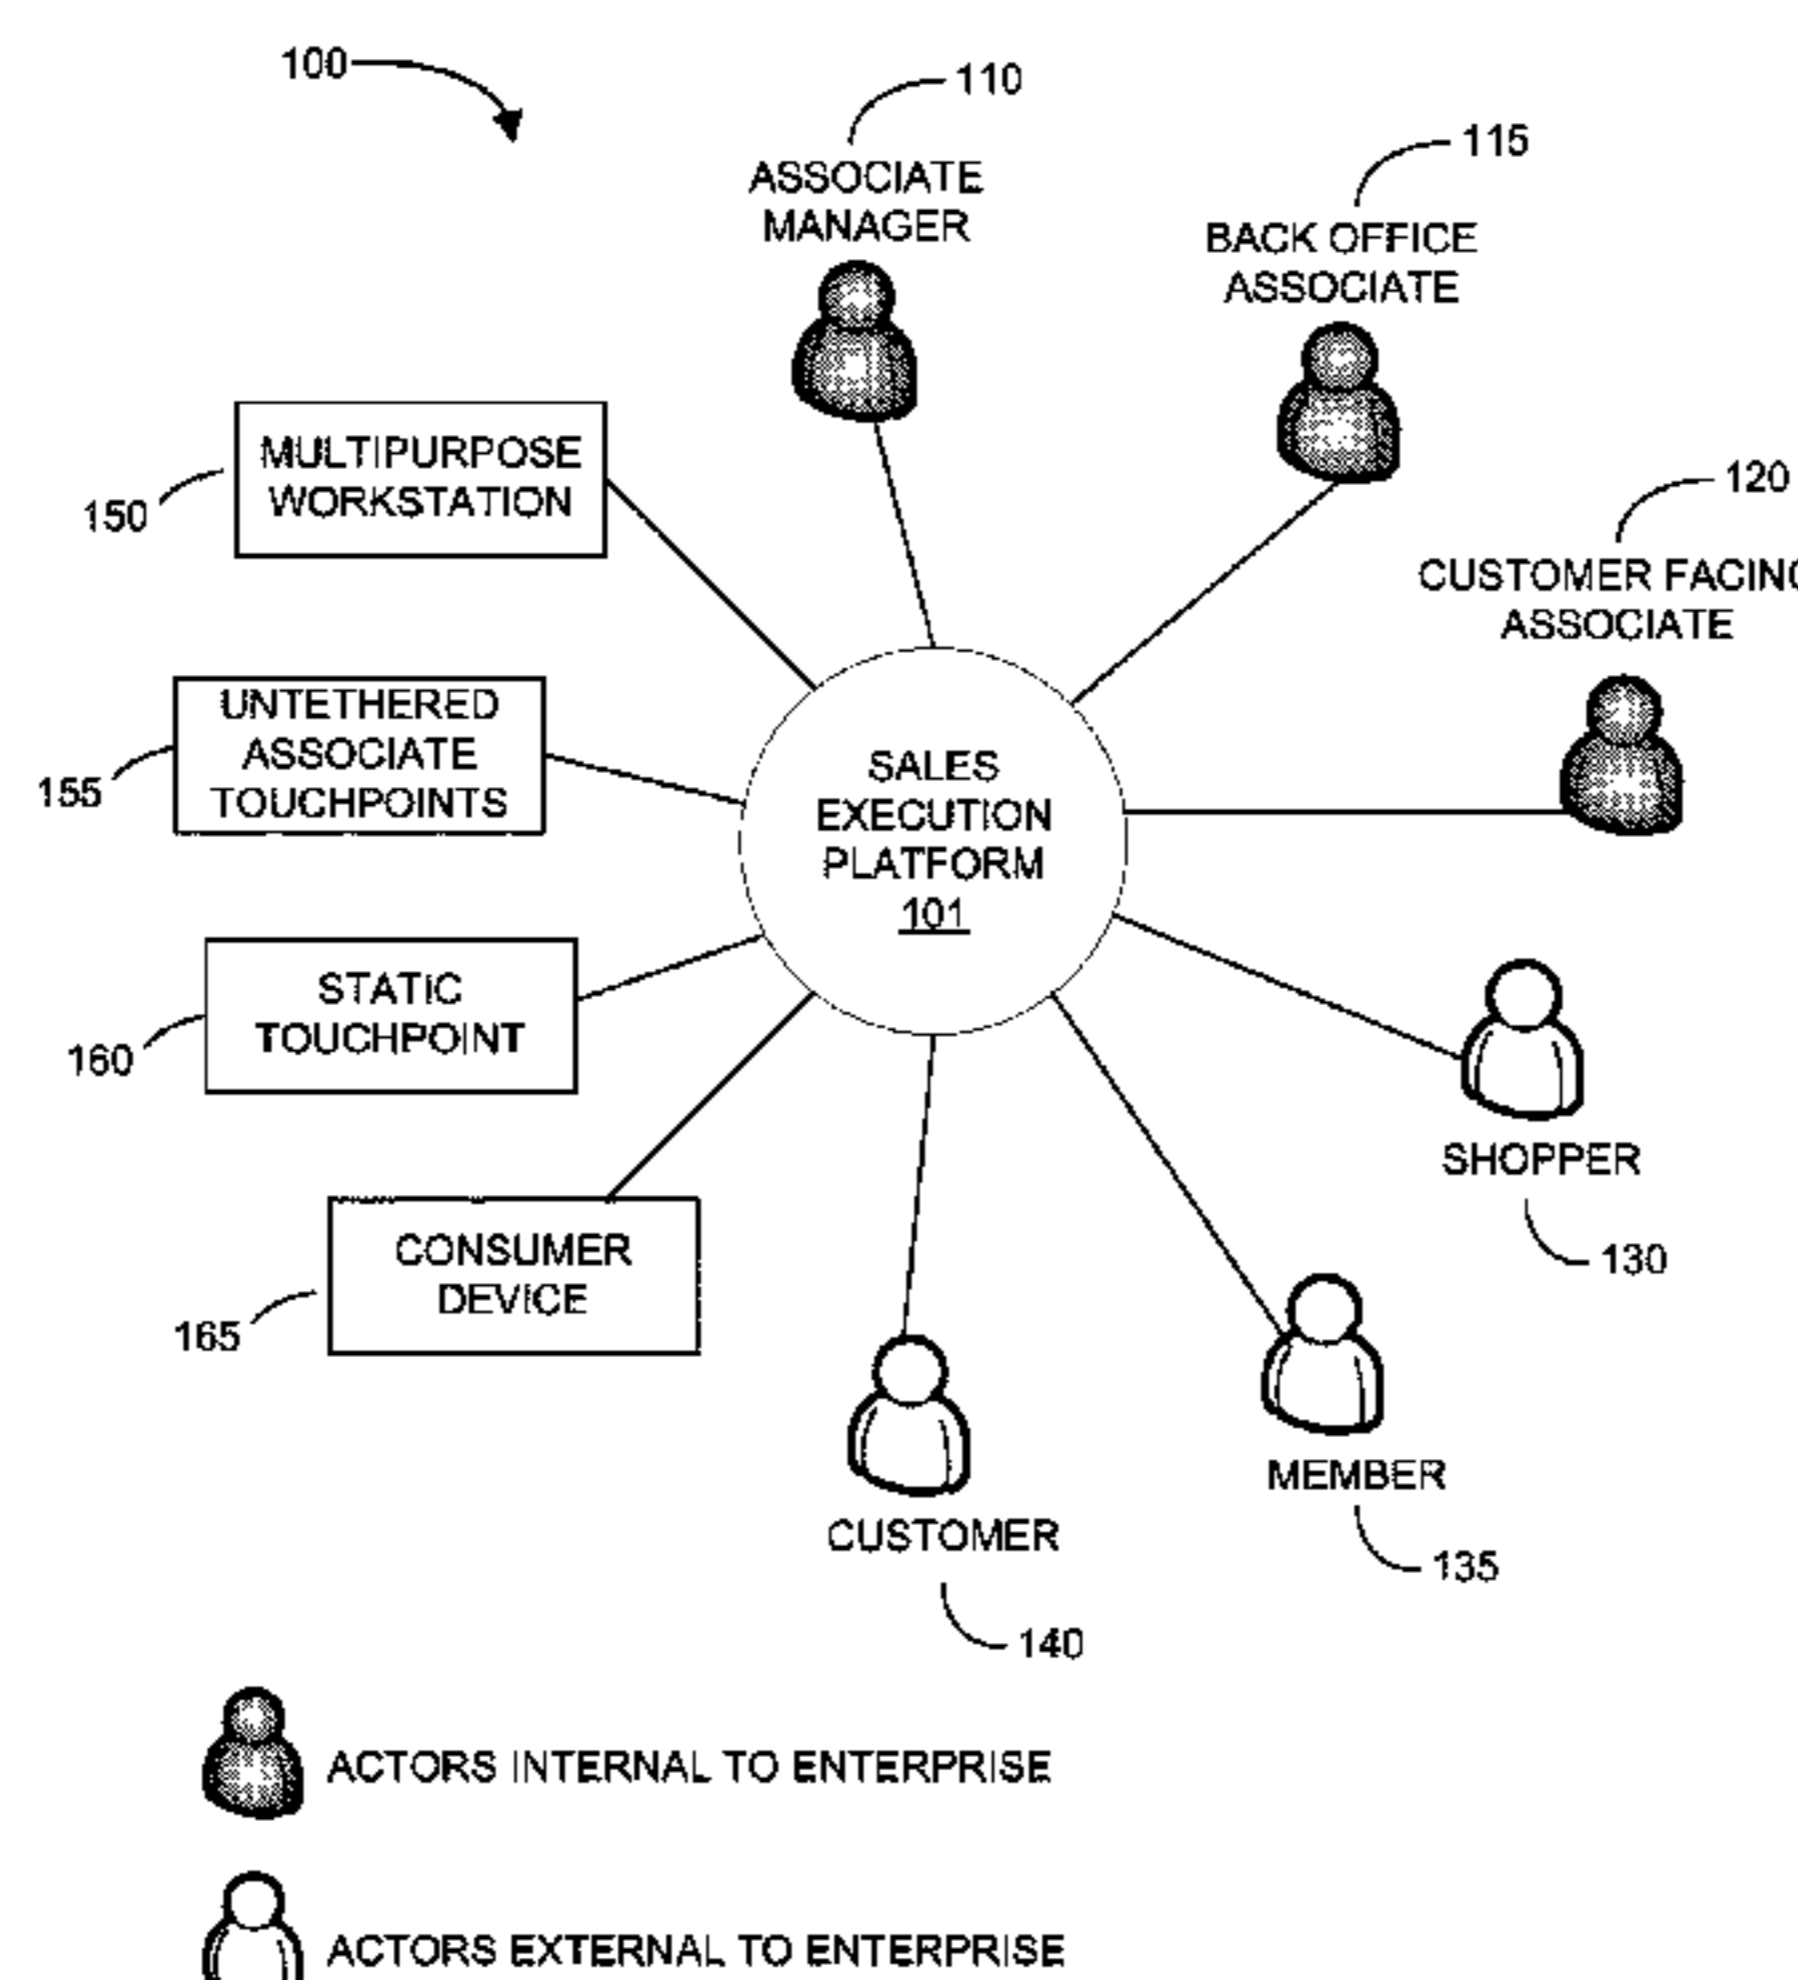 100
110
ASSOCIATE
MANAGER
115
BACK OFFICE
ASSOCIATE
120
CUSTOMER FACING
ASSOCIATE
MULTIPURPOSE
WORKSTATION
150
UNTETHERED
ASSOCIATE
TOUCHPOINTS
155
SALES
EXECUTION
PLATFORM
101
STATIC
TOUCHPOINT
160
SHOPPER
130
CONSUMER
DEVICE
165
MEMBER
135
CUSTOMER
140
ACTORS INTERNAL TO ENTERPRISE
ACTORS EXTERNAL TO ENTERPRISE